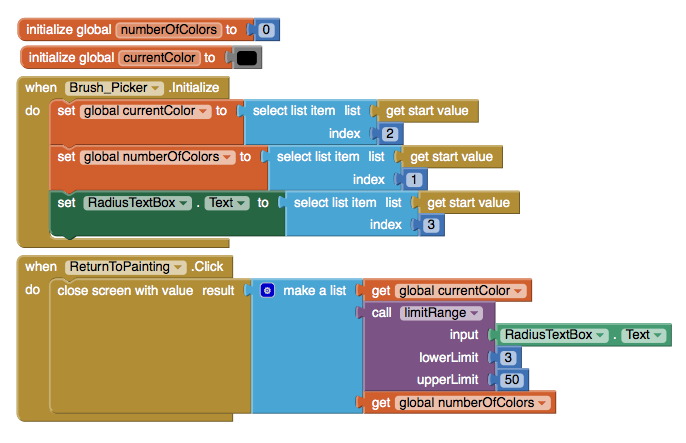 initialize global numberOfColors to 0
initialize global currentColor to
when Brush_Picker .Initialize
do set global currentColor to select list item list get start value
index 2
set global numberOfColors to select list item list get start value
index 1
set RadiusTextBox . Text to select list item list get start value
index 3
when ReturnToPainting .Click
do close screen with value result make a list get global currentColor
call limitRange
input RadiusTextBox . Text
lowerLimit 3
upperLimit 50
get global numberOfColors